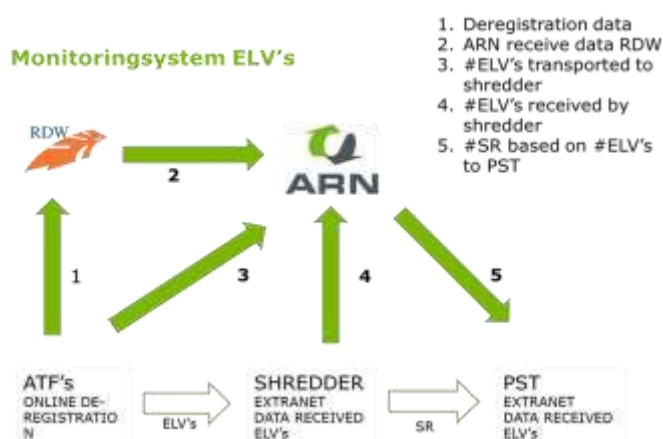 Monitoringsystem ELV's
1. Deregistration data
2. ARN receive data RDW
3. #ELV's transported to
shredder
4. #ELV's received by
shredder
5. #SR based on #ELV's
to PST
RDW
2
ARN
1
3
4
5
ATF's
ONLINE DE-
REGISTRATIO
N
ELV's
SHREDDER
EXTRANET
DATA RECEIVED
ELV's
SR
PST
EXTRANET
DATA RECEIVED
ELV's